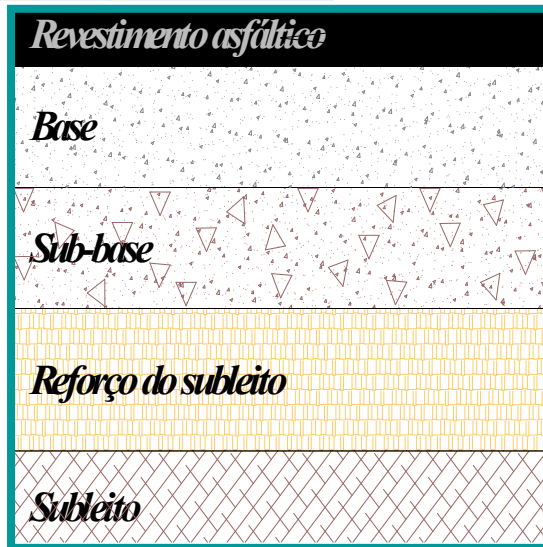 Revestimento asfáltico
Base
Sub-base
Reforço do subleito
Subleito